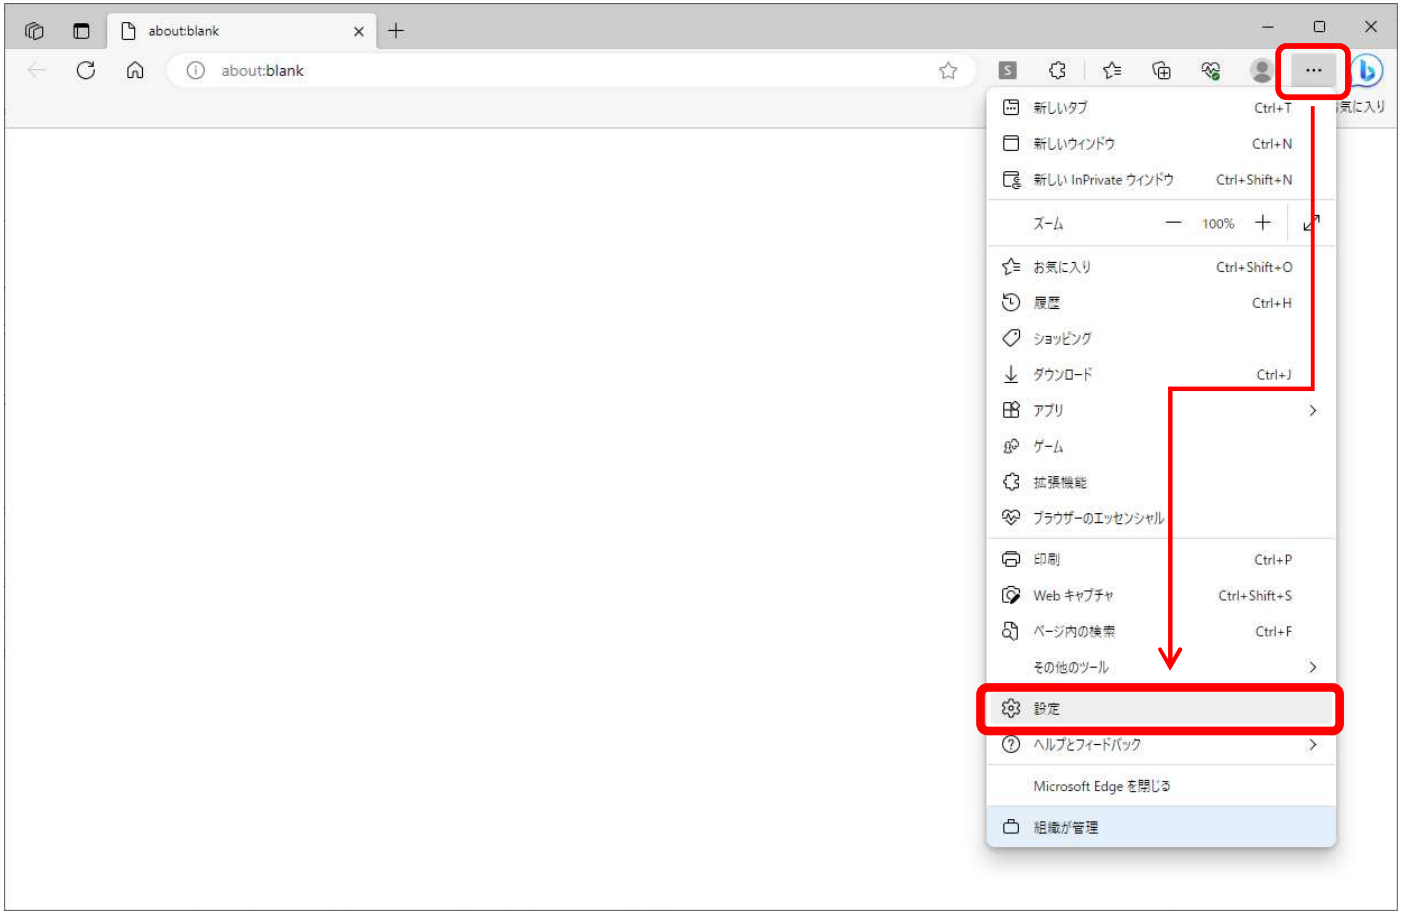 about:blank
about:blank
S
気に入り
新しいタブ Ctrl+T
新しいウィンドウ Ctrl+N
新しい InPrivate ウィンドウ Ctrl+Shift+N
ズーム 100%
お気に入り Ctrl+Shift+O
履歴 Ctrl+H
ショッピング
ダウンロード Ctrl+J
アプリ
ゲーム
拡張機能
ブラウザーのエッセンシャル
印刷 Ctrl+P
Web キャプチャ Ctrl+Shift+S
ページ内の検索 Ctrl+F
その他のツール
設定
ヘルプとフィードバック
Microsoft Edge を閉じる
組織が管理